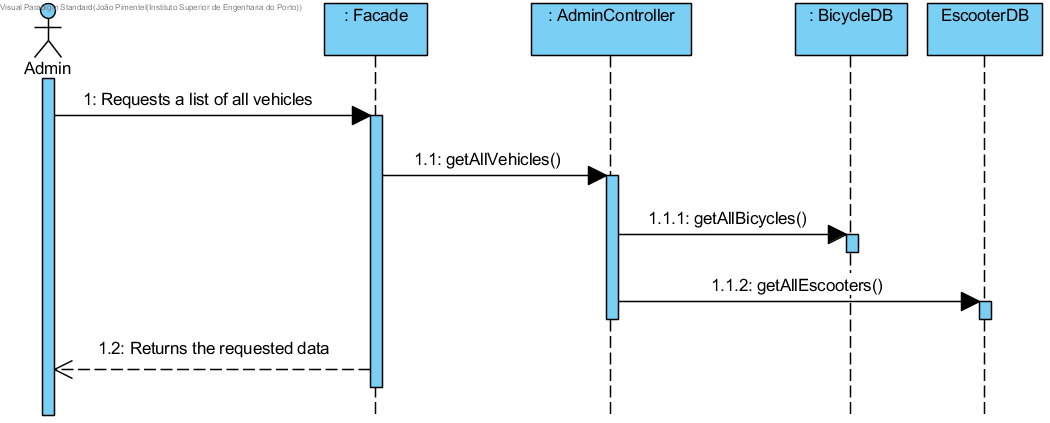 Visual Paradigm Standard(João Pimentel(Instituto Superior de Engenharia do Porto))
: Facade
: AdminController
: BicycleDB
EscooterDB
Admin
1: Requests a list of all vehicles
1.1: getAllVehicles()
1.1.1: getAllBicycles()
1.1.2: getAllEscooters()
1.2: Returns the requested data